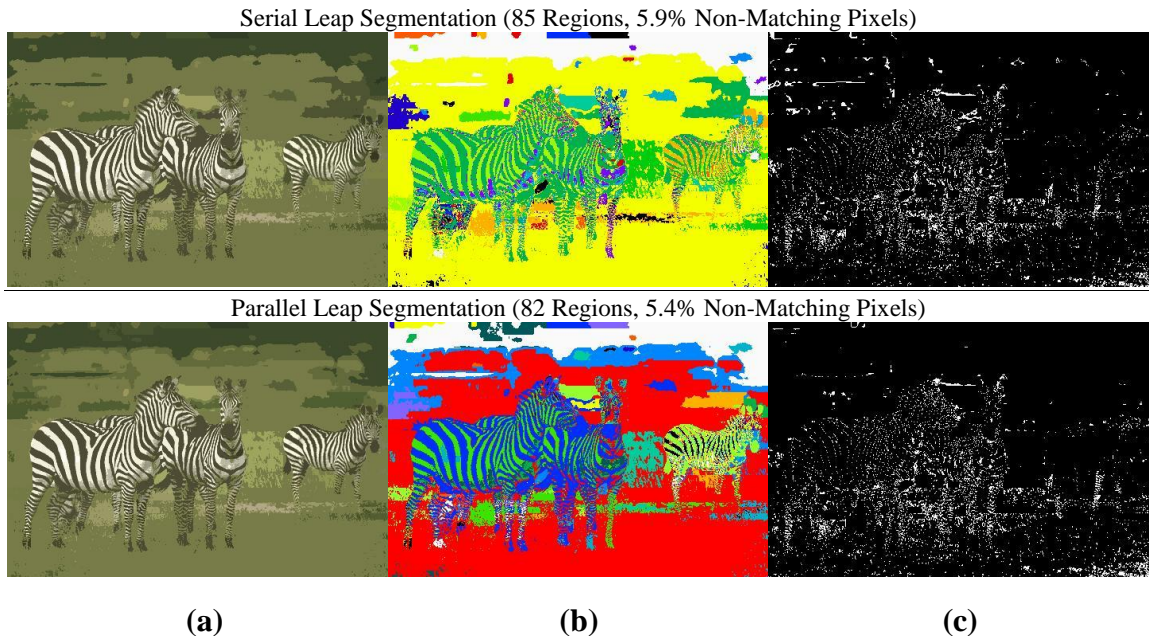 Serial Leap Segmentation (85 Regions, 5.9% Non-Matching Pixels)
Parallel Leap Segmentation (82 Regions, 5.4% Non-Matching Pixels)
(a) (b) (c)